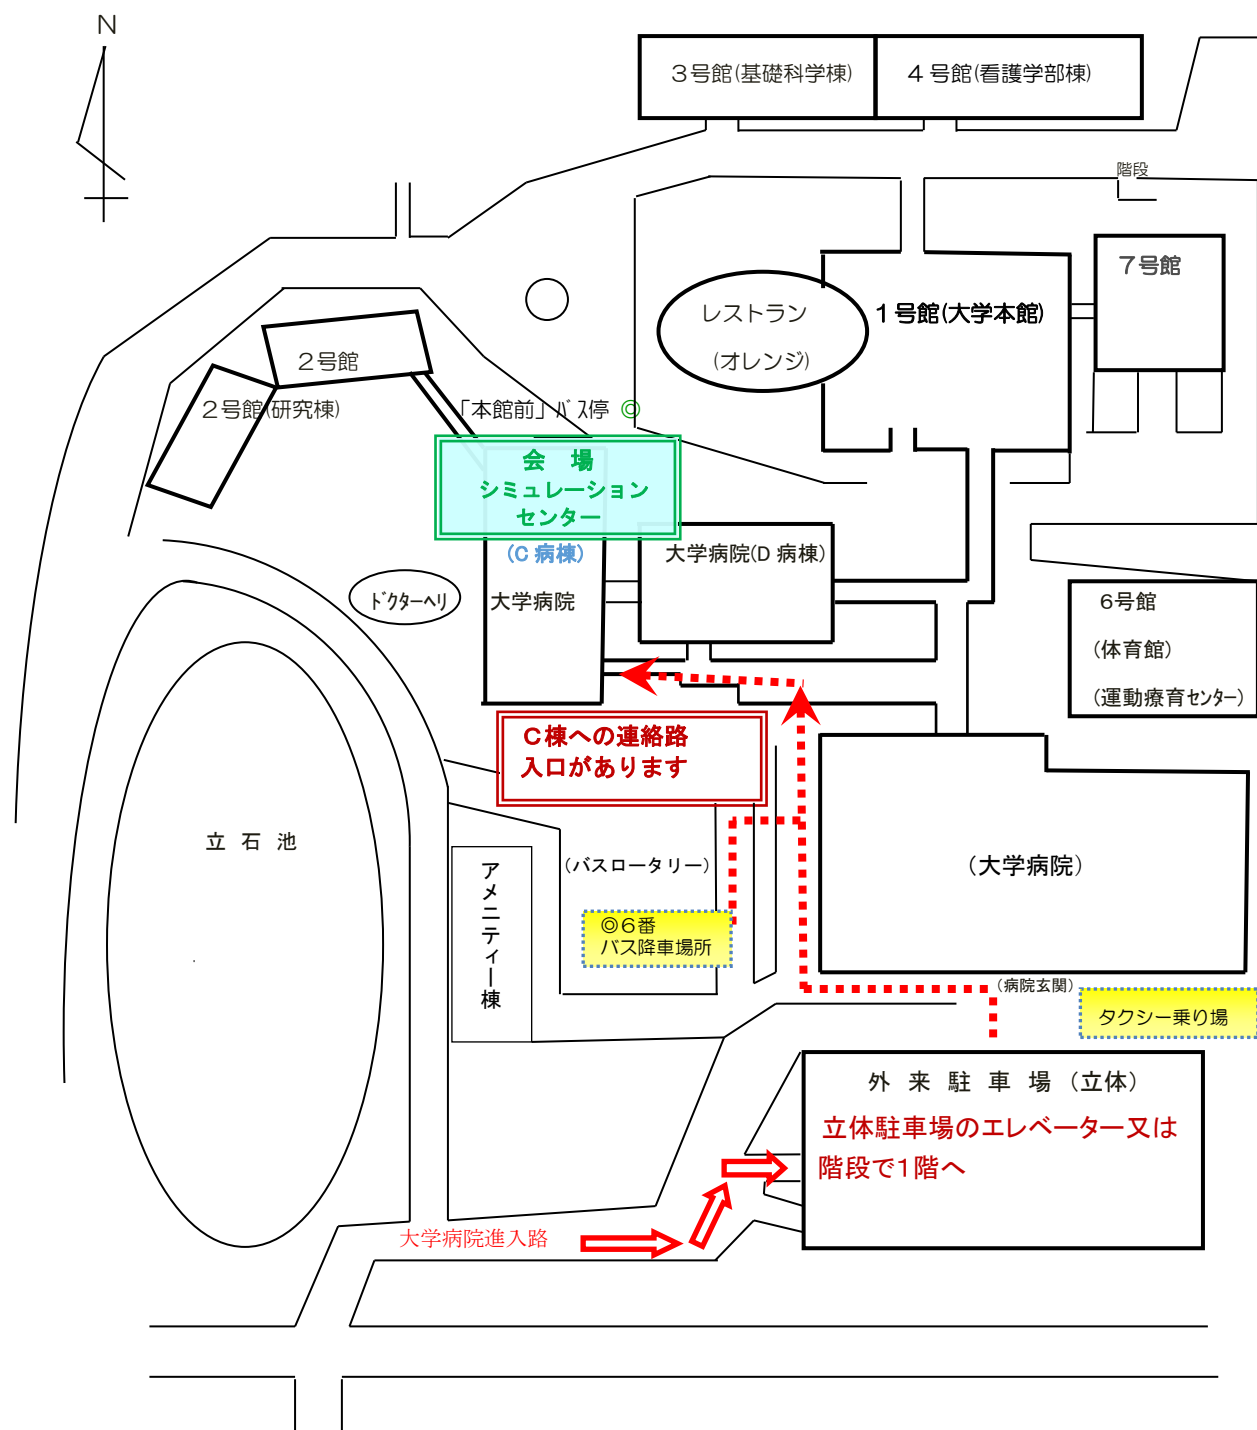 N
3号館(基礎科学棟)
4号館(看護学部棟)
階段
7号館
レストラン
(オレンジ)
1号館(大学本館)
2号館
2号館(研究棟)
「本館前」バス停 ◎
会 場
シミュレーション
センター
(C 病棟)
大学病院
大学病院(D 病棟)
ドクターヘリ
6号館
(体育館)
(運動療育センター)
C棟への連絡路
入口があります
立 石 池
アメニティー棟
(バスロータリー)
◎6番
バス降車場所
(大学病院)
(病院玄関)
タクシー乗り場
外 来 駐 車 場 (立体)
立体駐車場のエレベーター又は
階段で1階へ
大学病院進入路